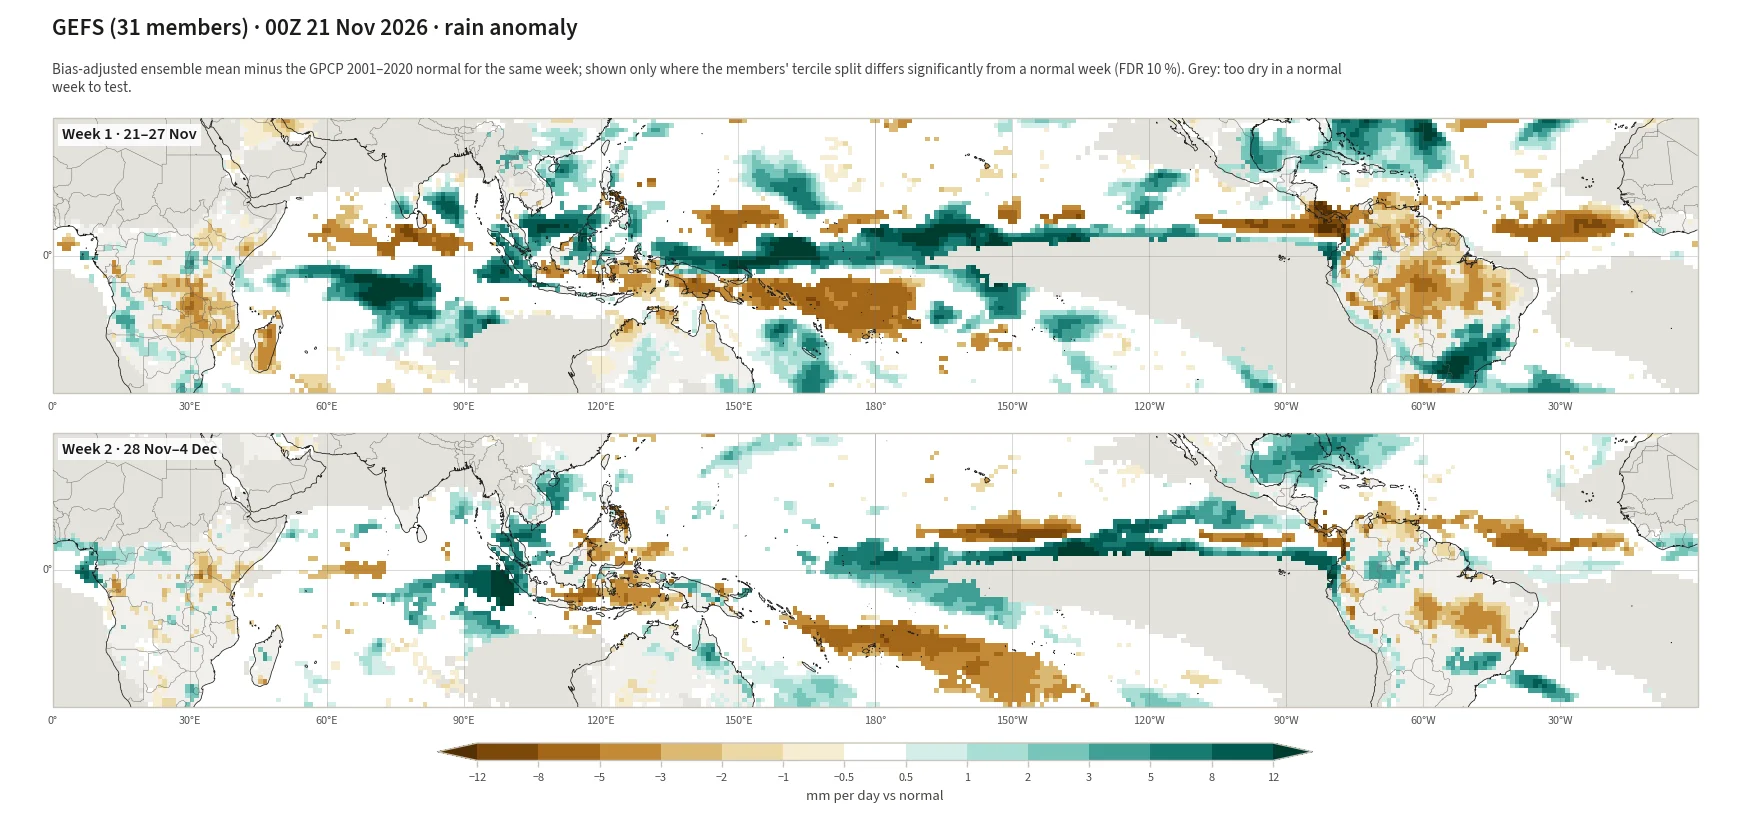 GEFS (31 members) · 00Z 21 Nov 2026 · rain anomaly
Bias-adjusted ensemble mean minus the GPCP 2001–2020 normal for the same week; shown only where the members' tercile split differs significantly from a normal week (FDR 10 %). Grey: too dry in a normal
week to test.
Week 1 · 21–27 Nov
0°
0° 30°E 60°E 90°E 120°E 150°E 180° 150°W 120°W 90°W 60°W 30°W
Week 2 · 28 Nov–4 Dec
0°
0° 30°E 60°E 90°E 120°E 150°E 180° 150°W 120°W 90°W 60°W 30°W
−12 −8 −5 −3 −2 −1 −0.5 0.5 1 2 3 5 8 12
mm per day vs normal